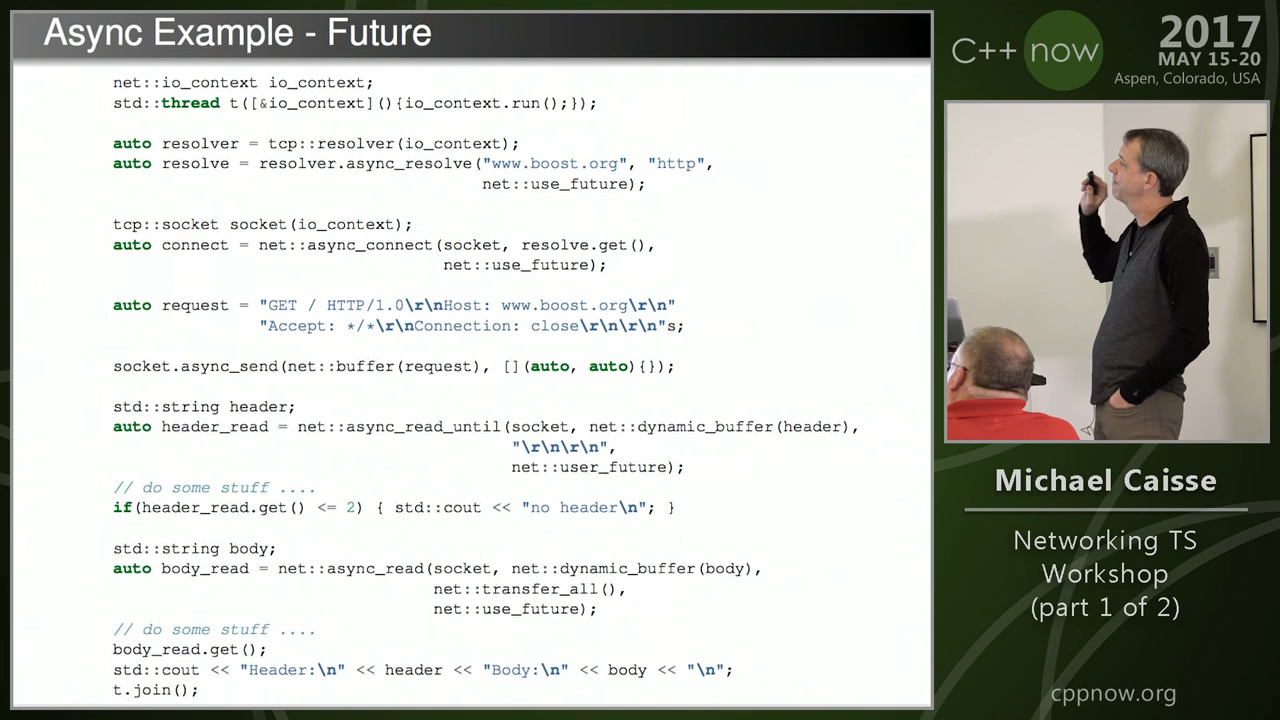 Async Example - Future
net::io_context io_context;
std::thread t([&io_context](){io_context.run();});
auto resolver = tcp::resolver(io_context);
auto resolve = resolver.async_resolve("www.boost.org", "http",
net::use_future);
tcp::socket socket(io_context);
auto connect = net::async_connect(socket, resolve.get(),
net::use_future);
auto request = "GET / HTTP/1.0\r\nHost: www.boost.org\r\n"
"Accept: */*\r\nConnection: close\r\n\r\n"s;
socket.async_send(net::buffer(request), [](auto, auto){});
std::string header;
auto header_read = net::async_read_until(socket, net::dynamic_buffer(header),
"\r\n\r\n",
net::user_future);
// do some stuff ....
if(header_read.get() <= 2) { std::cout << "no header\n"; }
std::string body;
auto body_read = net::async_read(socket, net::dynamic_buffer(body),
net::transfer_all(),
net::use_future);
// do some stuff ....
body_read.get();
std::cout << "Header:\n" << header << "Body:\n" << body << "\n";
t.join();
C++ now
2017
MAY 15-20
Aspen, Colorado, USA
Michael Caisse
Networking TS
Workshop
(part 1 of 2)
cppnow.org